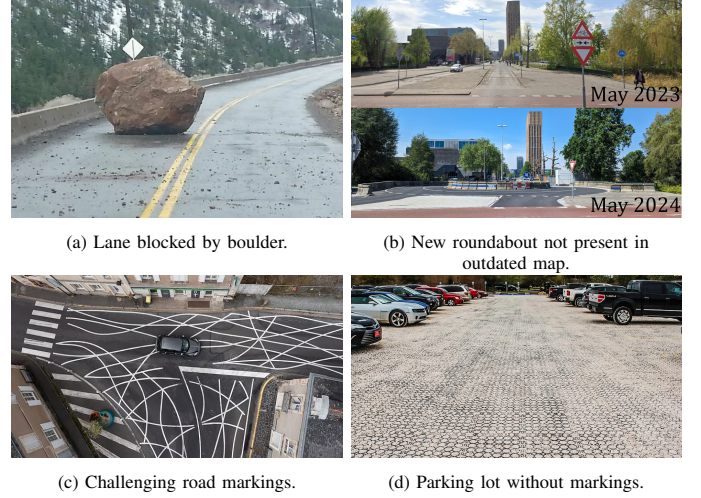 May 2023
May 2024
(a) Lane blocked by boulder.
(b) New roundabout not present in
outdated map.
(c) Challenging road markings.
(d) Parking lot without markings.